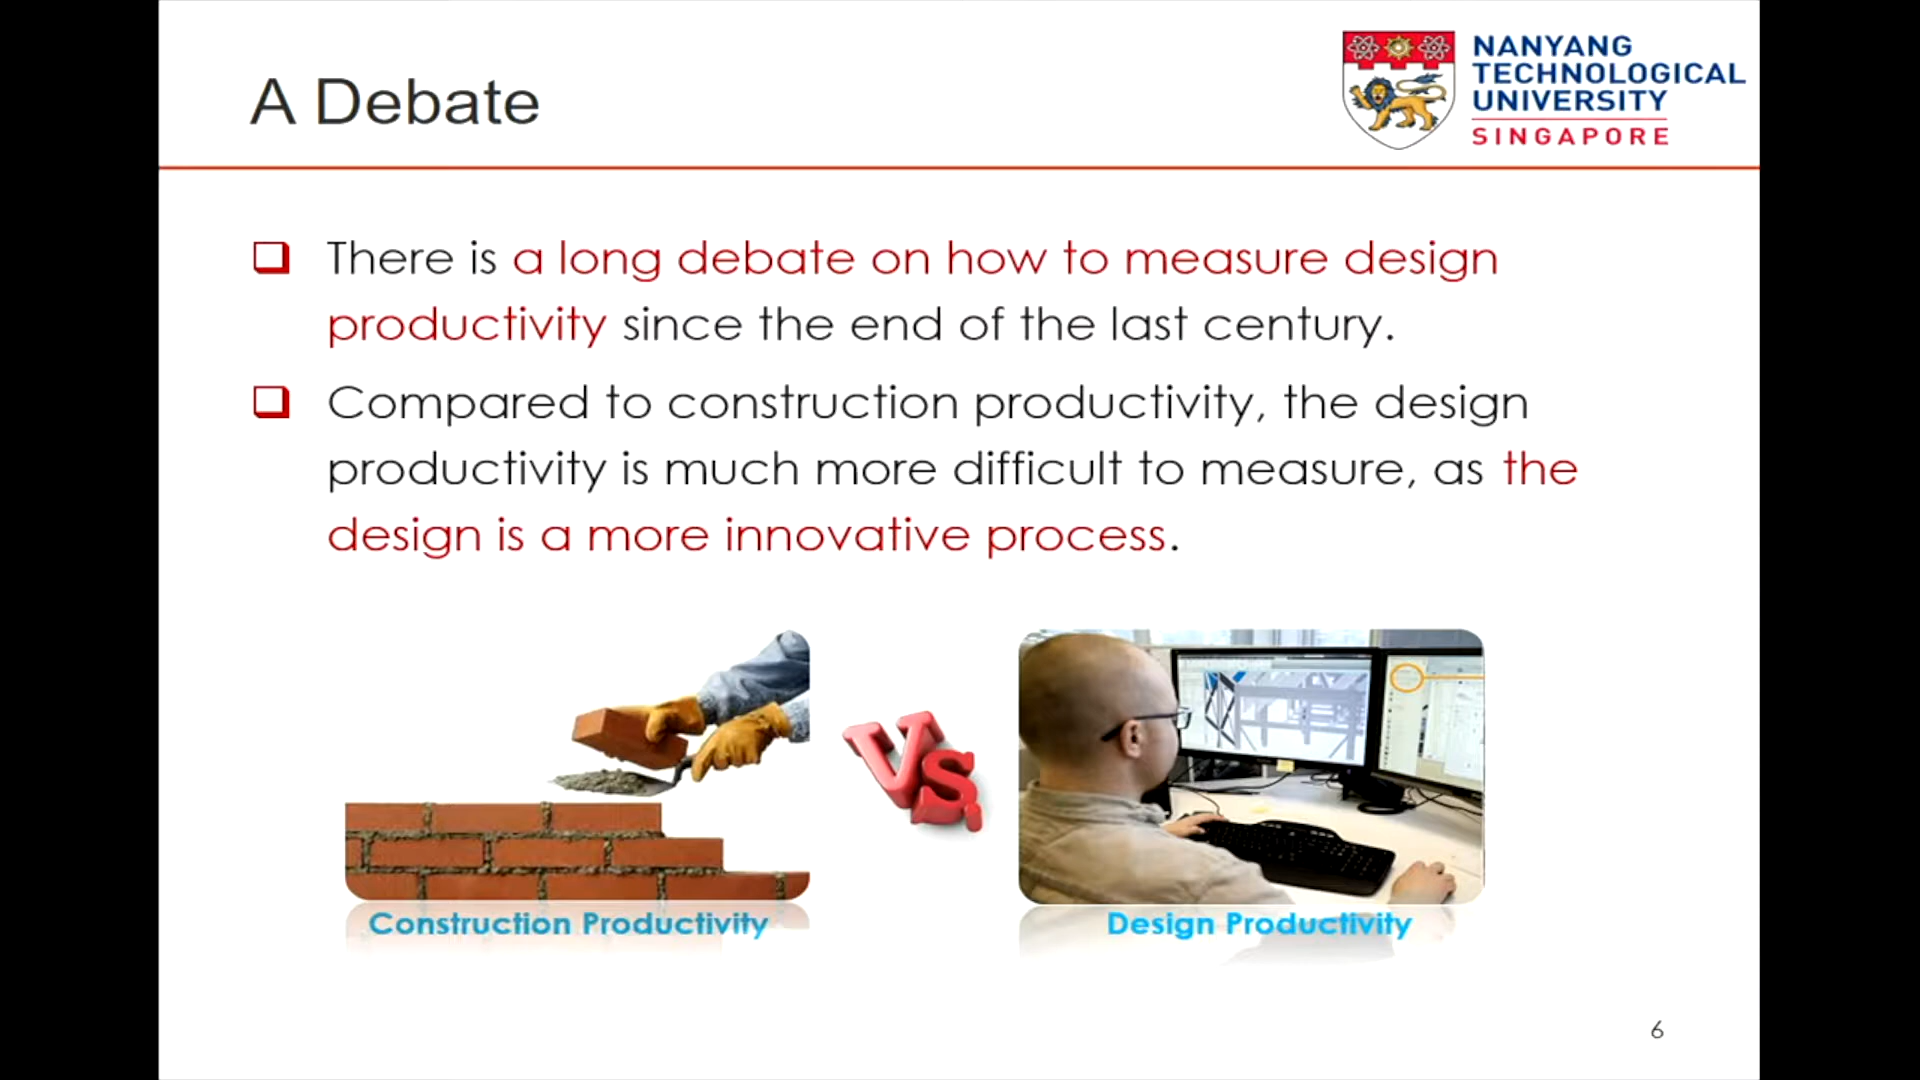 A Debate
NANYANG
TECHNOLOGICAL
UNIVERSITY
SINGAPORE
There is a long debate on how to measure design
productivity since the end of the last century.
Compared to construction productivity, the design
productivity is much more difficult to measure, as the
design is a more innovative process.
Vs.
Construction Productivity
Design Productivity
6